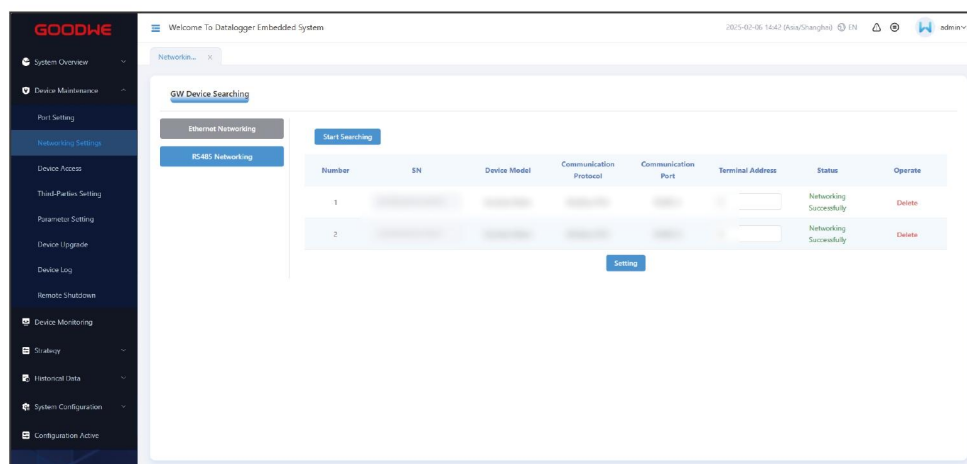 GOODWE
Welcome To Datalogger Embedded System
2025-02-06 14:42 (Asia/Shanghai) EN
admin
System Overview
Device Maintenance
Port Setting
Networking Settings
Device Access
Third-Parties Setting
Parameter Setting
Device Upgrade
Device Log
Remote Shutdown
Device Monitoring
Strategy
Historical Data
System Configuration
Configuration Active
Networkin... ×
GW Device Searching
Ethernet Networking
RS485 Networking
Start Searching
Number SN Device Model Communication Protocol Communication Port Terminal Address Status Operate
1 Networking Successfully Delete
2 Networking Successfully Delete
Setting